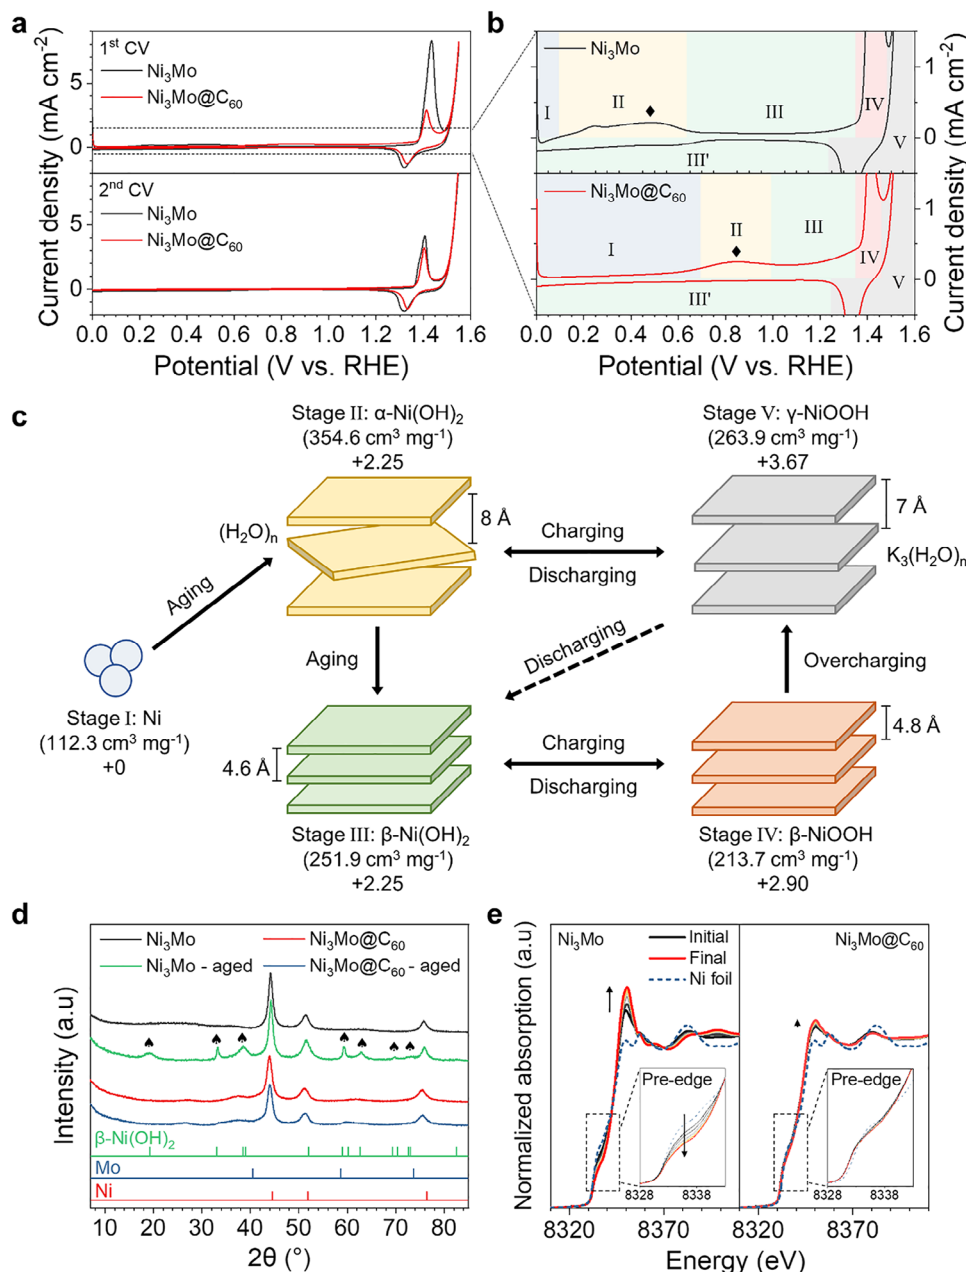 a
1st CV
Ni3Mo
Ni3Mo@C60
2nd CV
Ni3Mo
Ni3Mo@C60
Current density (mA cm-2)
5
0
5
0
0.0 0.2 0.4 0.6 0.8 1.0 1.2 1.4 1.6
Potential (V vs. RHE)
b
Ni3Mo
I
II
III
IV
V
III'
Ni3Mo@C60
I
II
III
IV
V
III'
1
0
1
0
Current density (mA cm-2)
0.0 0.2 0.4 0.6 0.8 1.0 1.2 1.4 1.6
Potential (V vs. RHE)
c
Stage II: α-Ni(OH)2
(354.6 cm3 mg-1)
+2.25
Stage V: γ-NiOOH
(263.9 cm3 mg-1)
+3.67
(H2O)n
8 Å
7 Å
K3(H2O)n
Charging
Discharging
Aging
Aging
Discharging
Overcharging
Stage I: Ni
(112.3 cm3 mg-1)
+0
4.6 Å
4.8 Å
Charging
Discharging
Stage III: β-Ni(OH)2
(251.9 cm3 mg-1)
+2.25
Stage IV: β-NiOOH
(213.7 cm3 mg-1)
+2.90
d
Ni3Mo
Ni3Mo@C60
Ni3Mo - aged
Ni3Mo@C60 - aged
Intensity (a.u)
β-Ni(OH)2
Mo
Ni
10 20 30 40 50 60 70 80
2θ (°)
e
Ni3Mo
Initial
Final
Ni foil
Ni3Mo@C60
Normalized absorption (a.u)
Pre-edge
8328 8338
Pre-edge
8328 8338
8320 8370 8320 8370
Energy (eV)